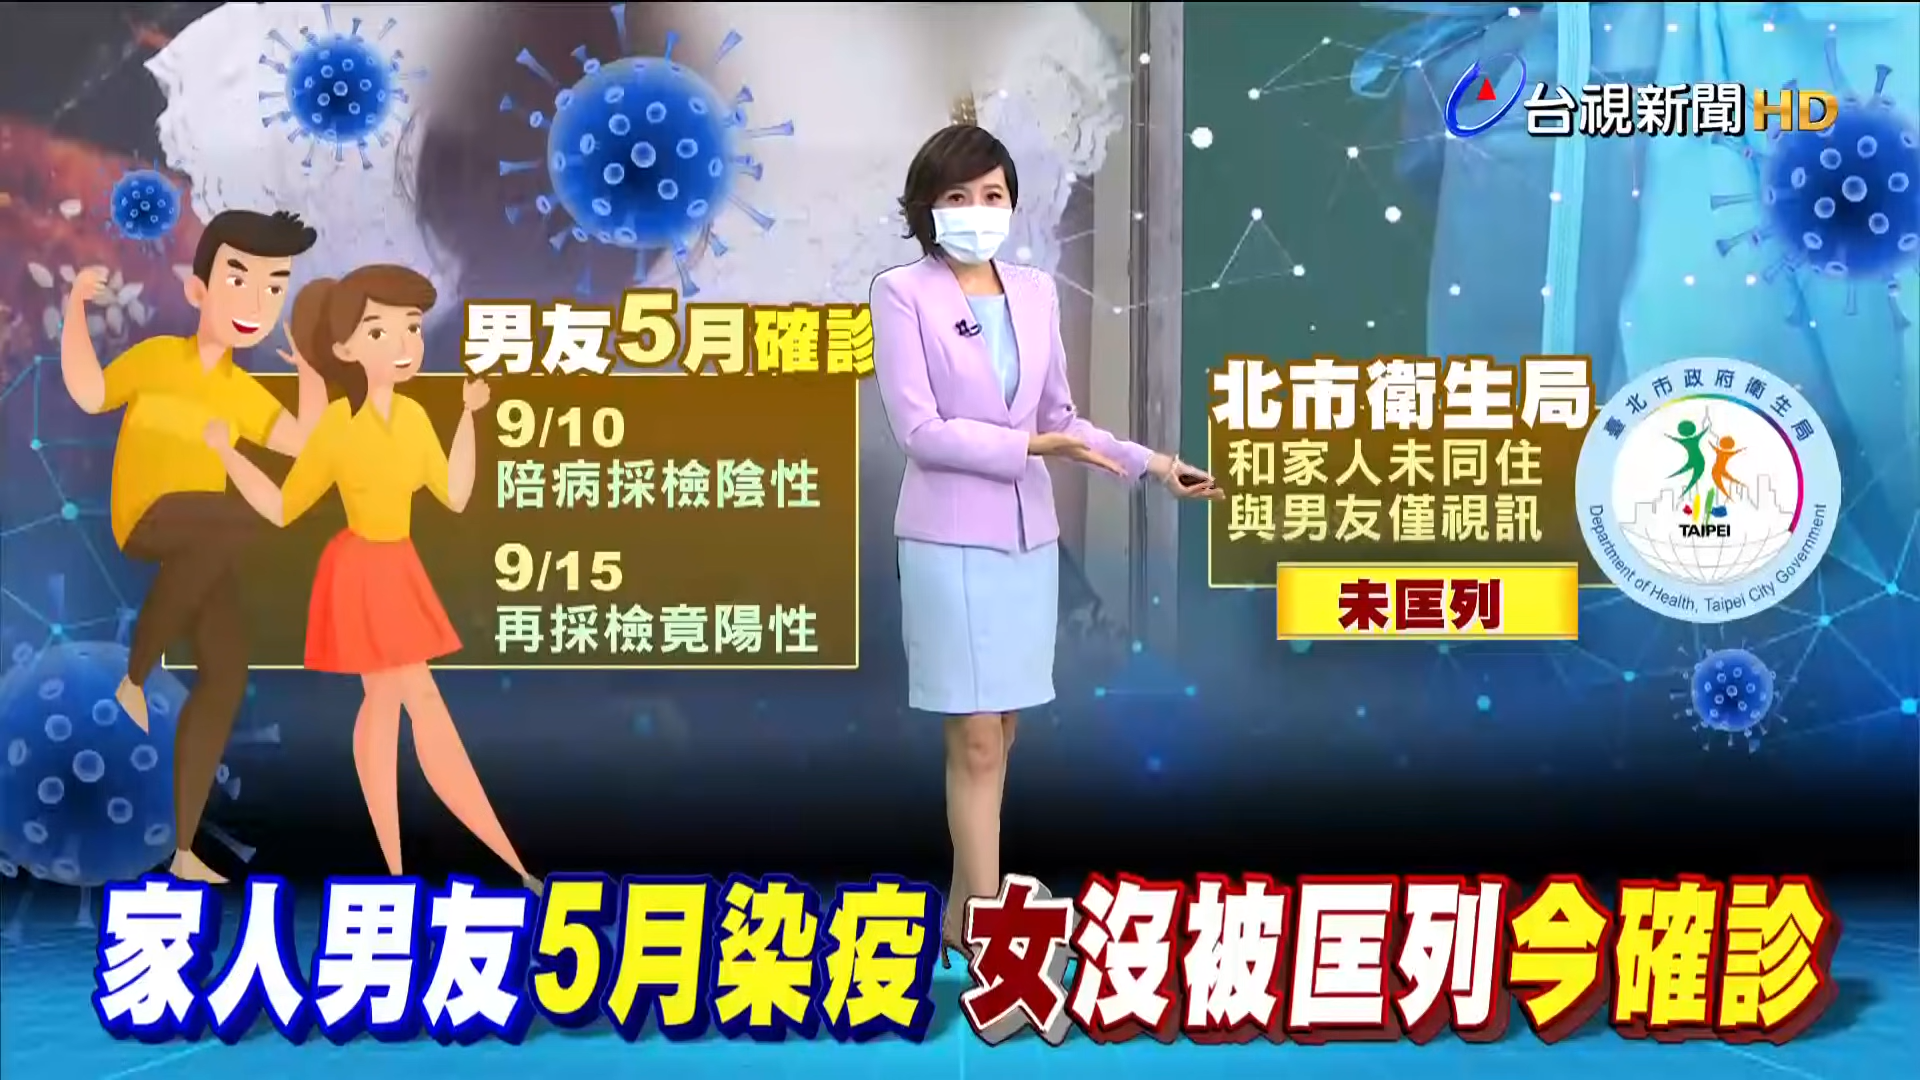 台視新聞HD
男友5月確診
9/10
陪病採檢陰性
9/15
再採檢竟陽性
北市衛生局
和家人未同住
與男友僅視訊
未匡列
臺北市政府衛生局
TAIPEI
Department of Health, Taipei City Government
家人男友5月染疫 女沒被匡列今確診